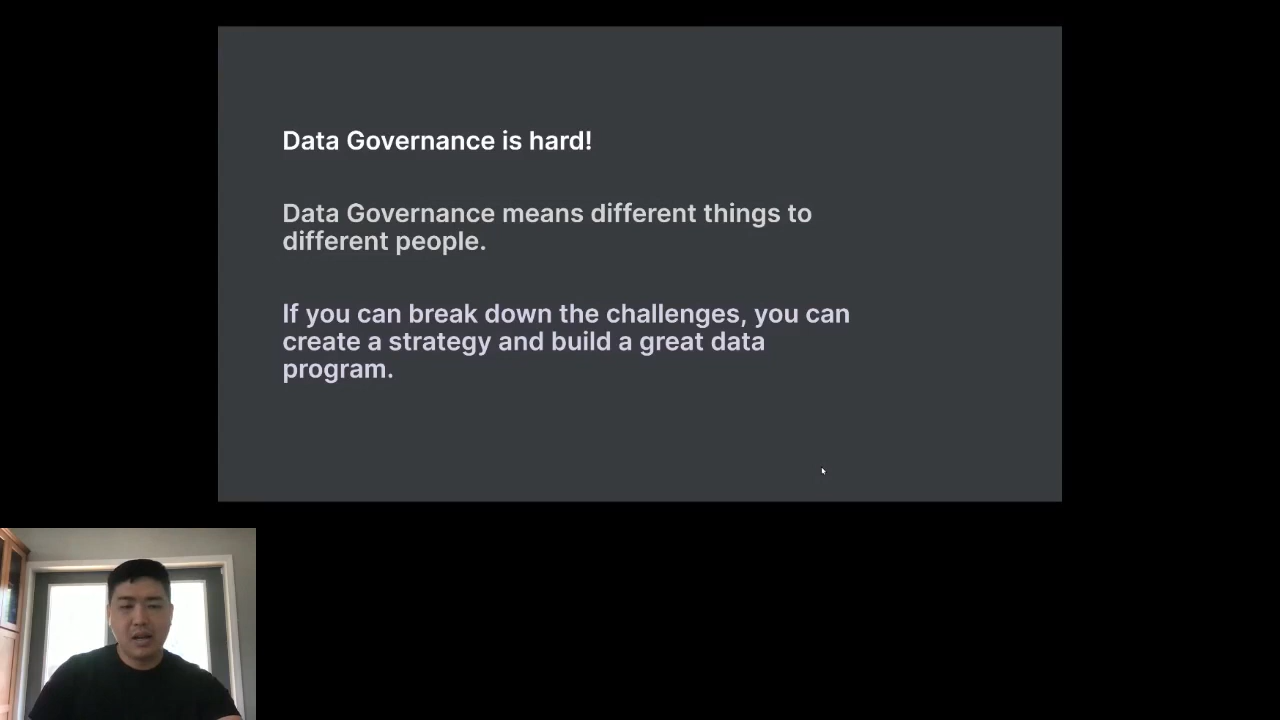 Data Governance is hard!
Data Governance means different things to
different people.
If you can break down the challenges, you can
create a strategy and build a great data
program.